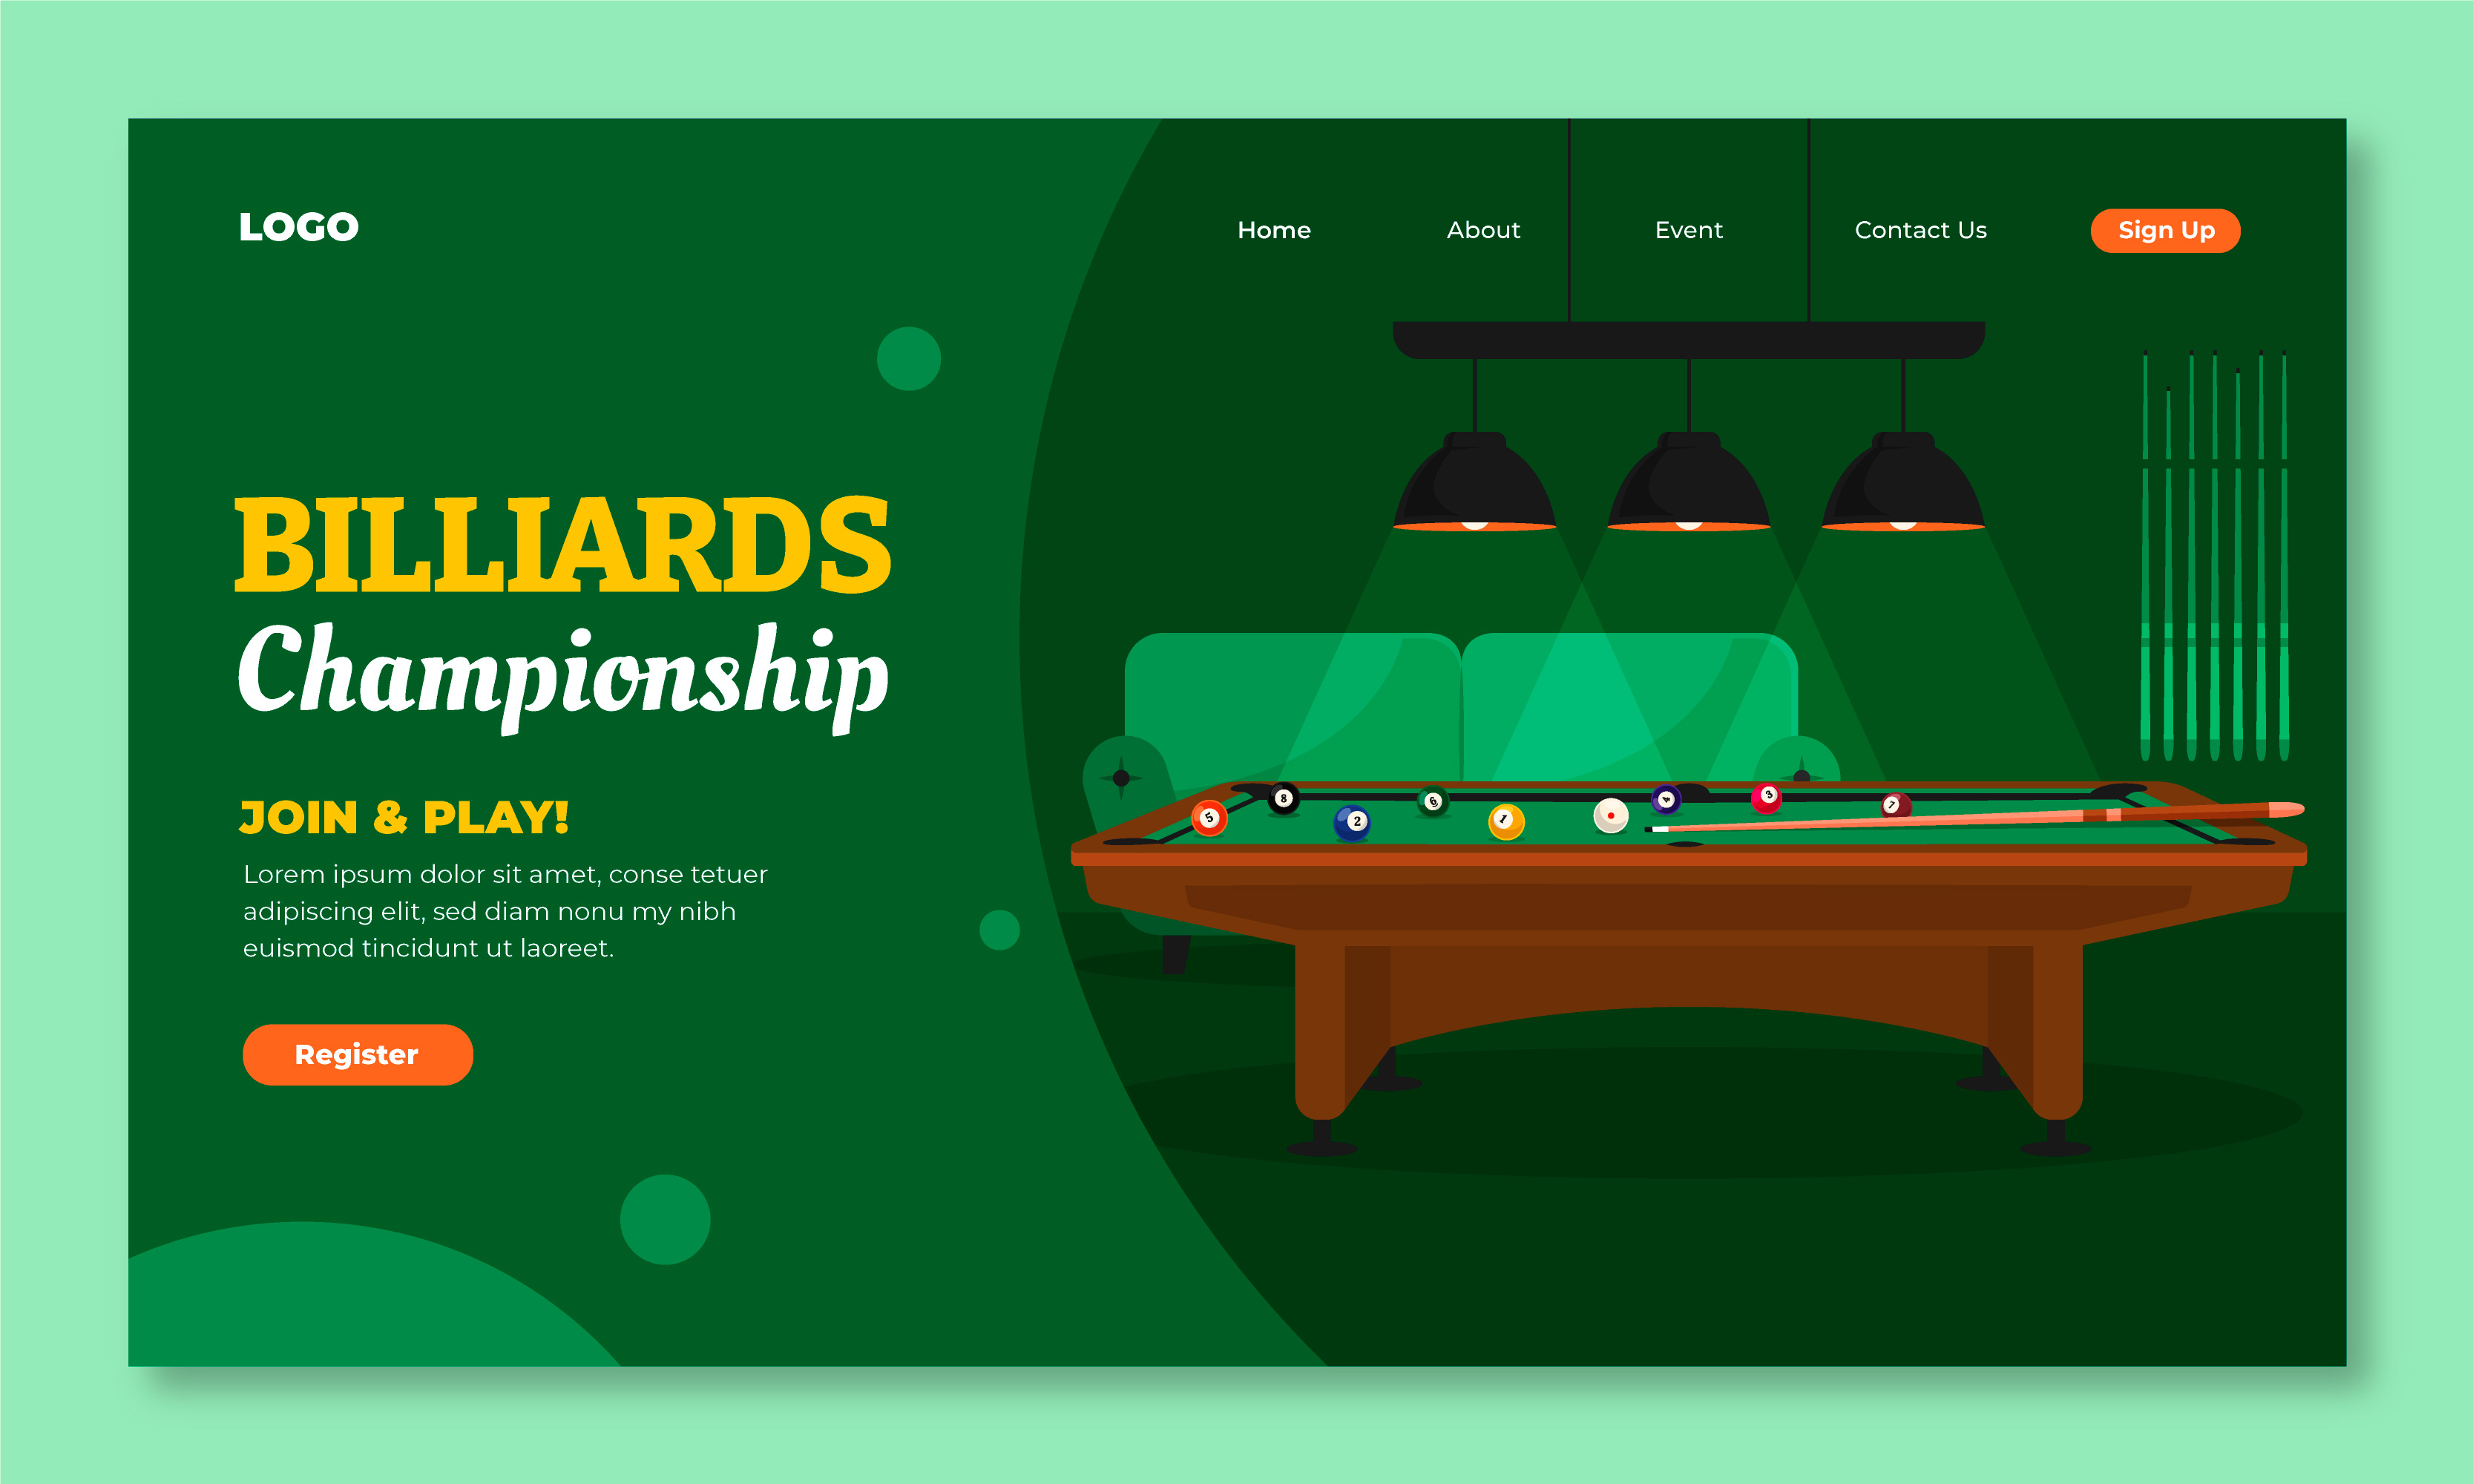 LOGO
Home
About
Event
Contact Us
Sign Up
BILLIARDS
Championship
JOIN & PLAY!
Lorem ipsum dolor sit amet, conse tetuer
adipiscing elit, sed diam nonu my nibh
euismod tincidunt ut laoreet.
Register
5
8
2
6
1
4
3
7